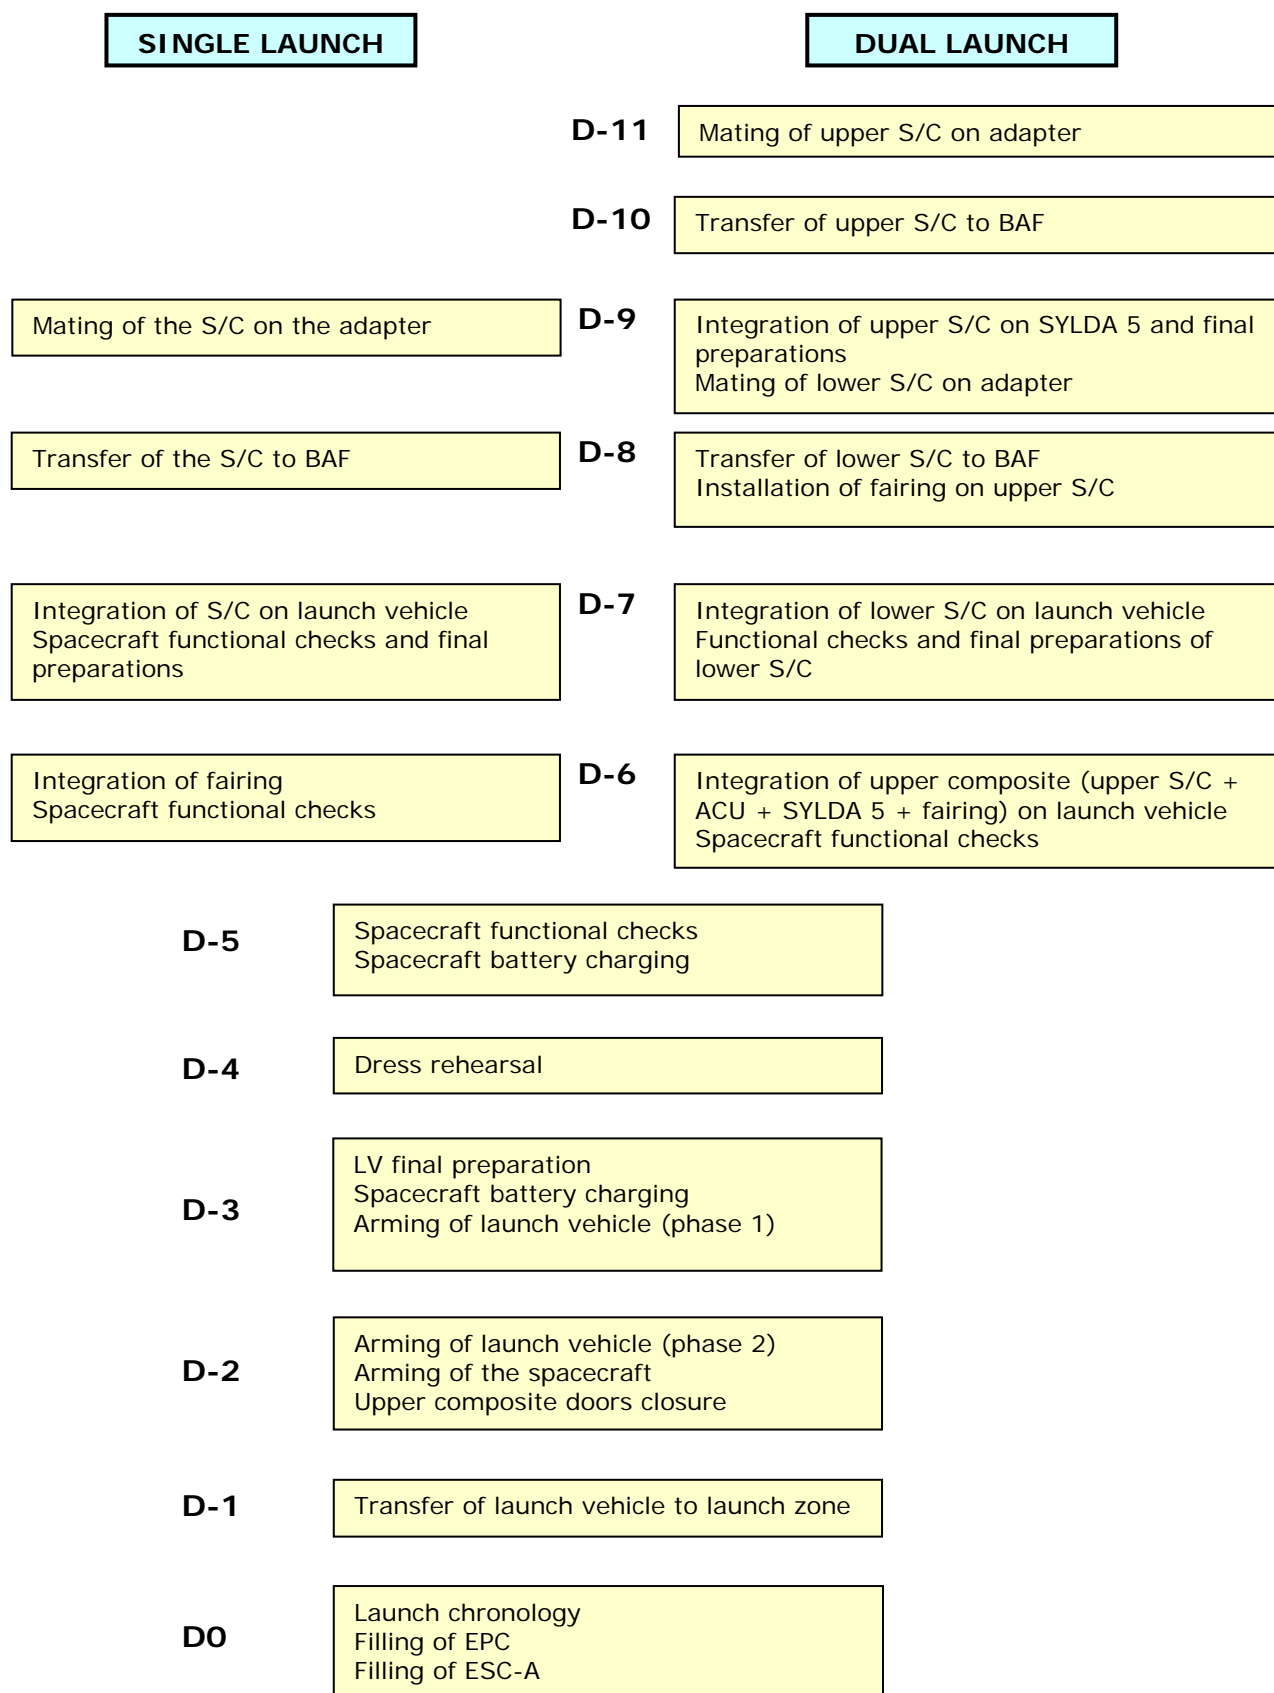 SINGLE LAUNCH
DUAL LAUNCH
D-11
Mating of upper S/C on adapter
D-10
Transfer of upper S/C to BAF
Mating of the S/C on the adapter
D-9
Integration of upper S/C on SYLDA 5 and final
preparations
Mating of lower S/C on adapter
Transfer of the S/C to BAF
D-8
Transfer of lower S/C to BAF
Installation of fairing on upper S/C
Integration of S/C on launch vehicle
Spacecraft functional checks and final
preparations
D-7
Integration of lower S/C on launch vehicle
Functional checks and final preparations of
lower S/C
Integration of fairing
Spacecraft functional checks
D-6
Integration of upper composite (upper S/C +
ACU + SYLDA 5 + fairing) on launch vehicle
Spacecraft functional checks
D-5
Spacecraft functional checks
Spacecraft battery charging
D-4
Dress rehearsal
D-3
LV final preparation
Spacecraft battery charging
Arming of launch vehicle (phase 1)
D-2
Arming of launch vehicle (phase 2)
Arming of the spacecraft
Upper composite doors closure
D-1
Transfer of launch vehicle to launch zone
D0
Launch chronology
Filling of EPC
Filling of ESC-A